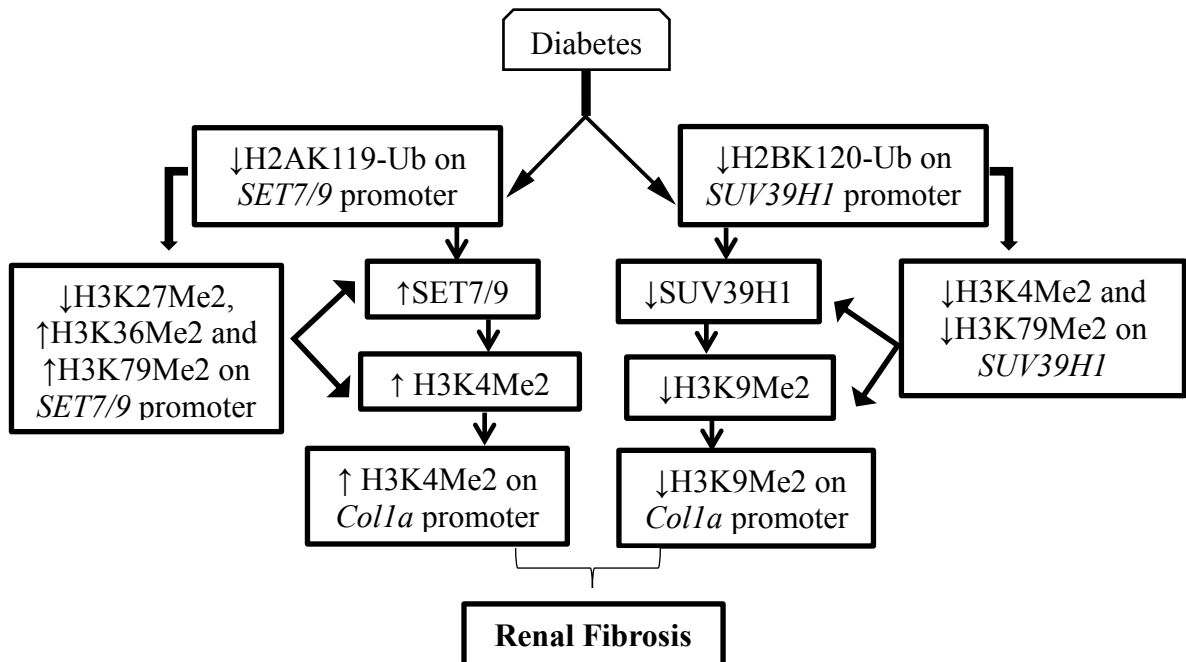 Diabetes
↓H2AK119-Ub on
SET7/9 promoter
↓H2BK120-Ub on
SUV39H1 promoter
↓H3K27Me2,
↑H3K36Me2 and
↑H3K79Me2 on
SET7/9 promoter
↑SET7/9
↓SUV39H1
↓H3K4Me2 and
↓H3K79Me2 on
SUV39H1
↑ H3K4Me2
↓H3K9Me2
↑ H3K4Me2 on
Col1a promoter
↓H3K9Me2 on
Col1a promoter
Renal Fibrosis